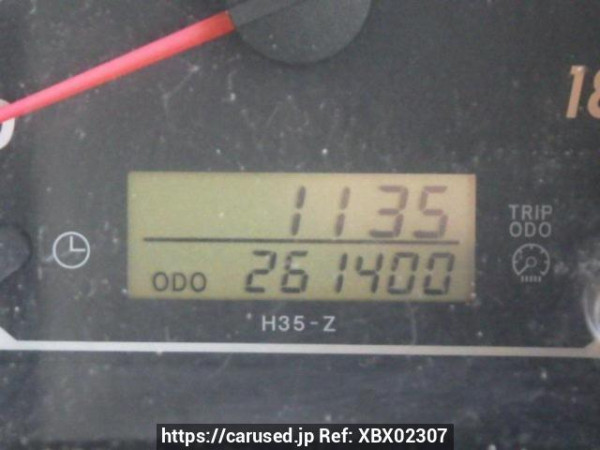 18
1135
TRIP
ODO
ODO 261400
H35-Z
https://carused.jp Ref: XBX02307